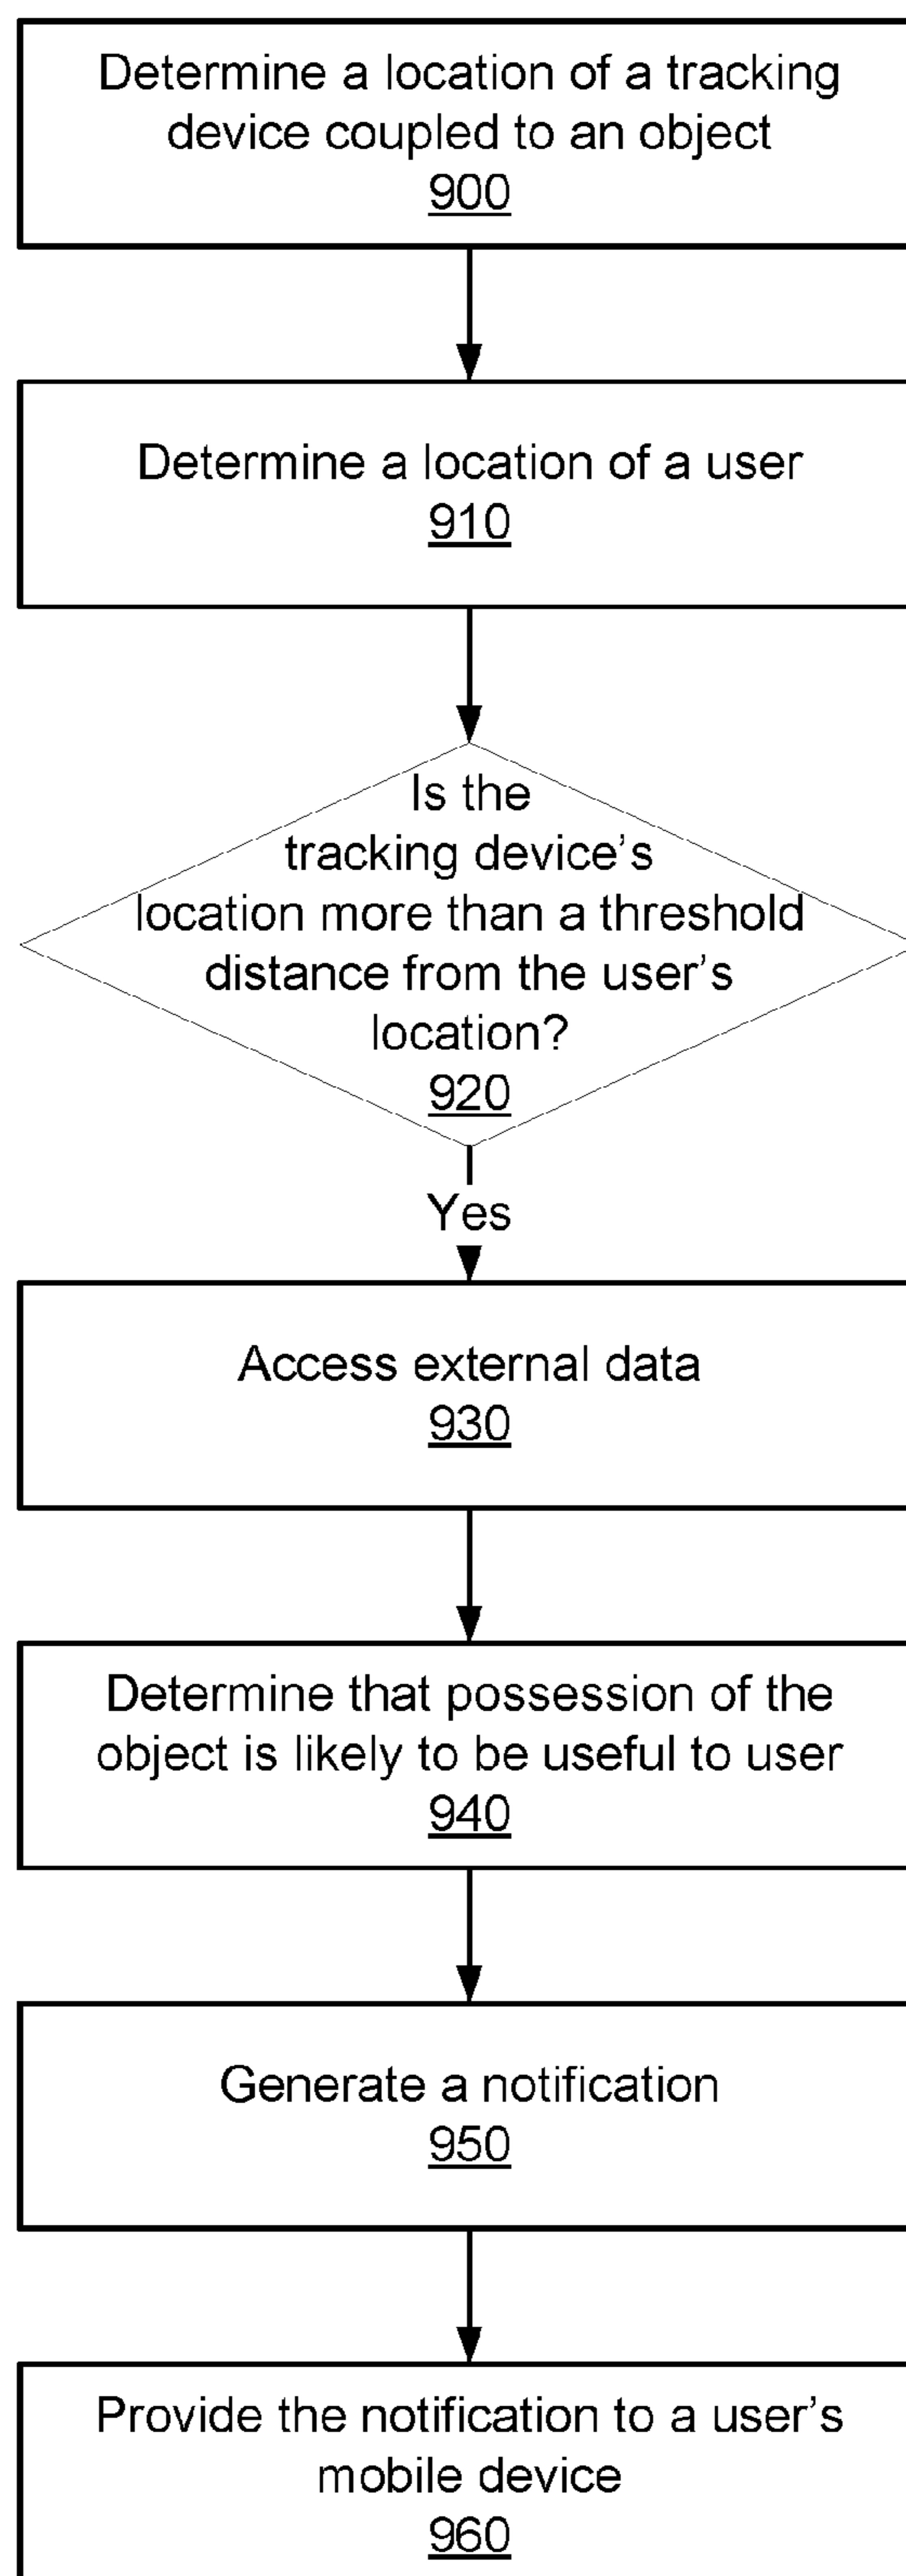 Determine a location of a tracking
device coupled to an object
900
Determine a location of a user
910
Is the
tracking device’s
location more than a threshold
distance from the user’s
location?
920
Yes
Access external data
930
Determine that possession of the
object is likely to be useful to user
940
Generate a notification
950
Provide the notification to a user’s
mobile device
960